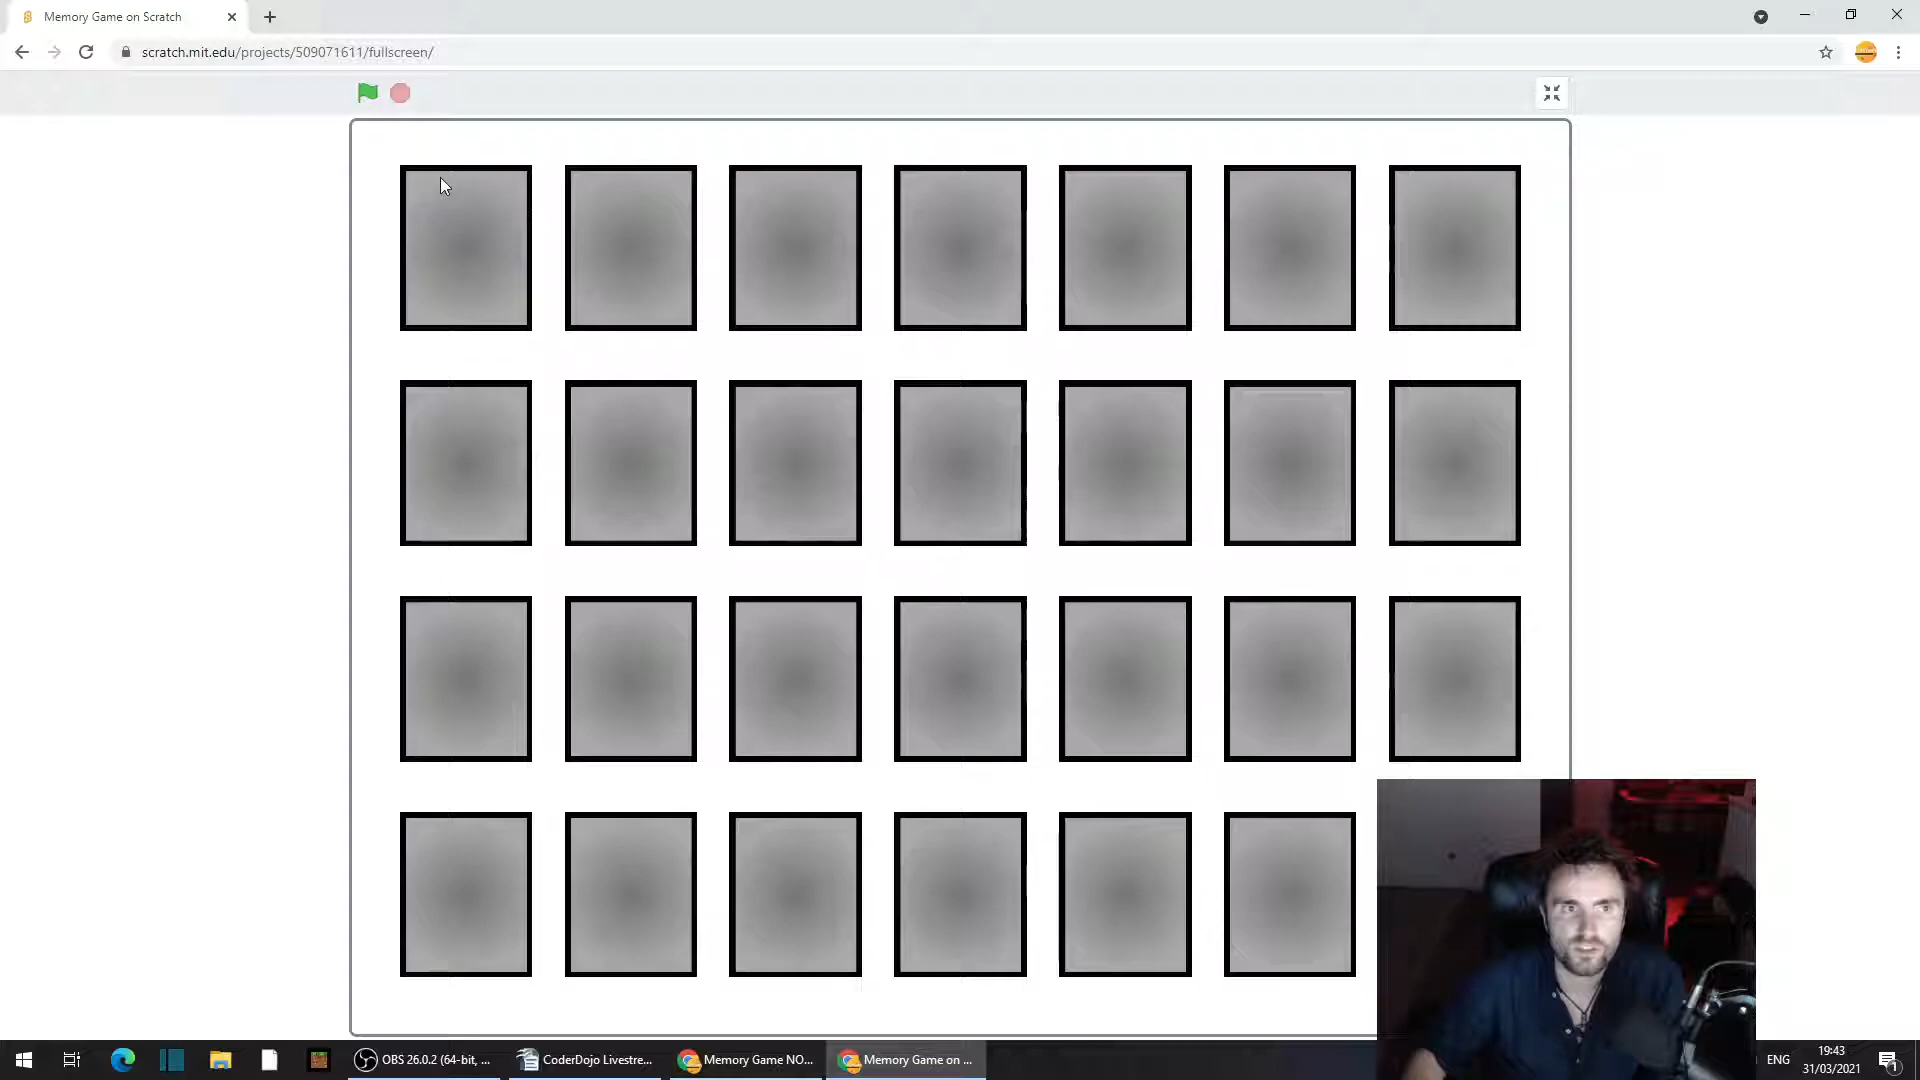 Memory Game on Scratch
scratch.mit.edu/projects/509071611/fullscreen/
OBS 26.0.2 (64-bit, ...
CoderDojo Livestre...
Memory Game NO...
Memory Game on ...
ENG
19:43
31/03/2021
1